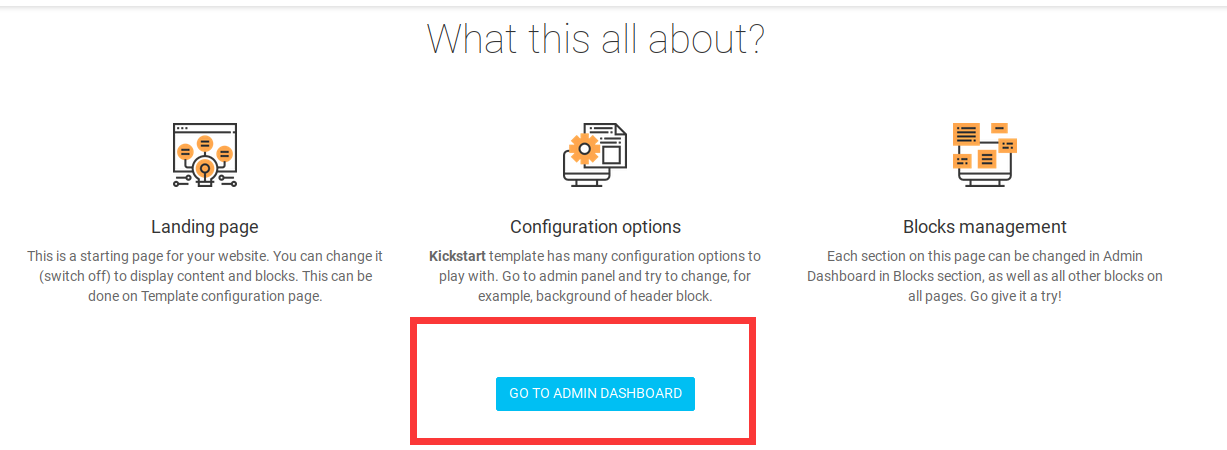 What this all about?
Landing page
This is a starting page for your website. You can change it
(switch off) to display content and blocks. This can be
done on Template configuration page.
Configuration options
Kickstart template has many configuration options to
play with. Go to admin panel and try to change, for
example, background of header block.
Blocks management
Each section on this page can be changed in Admin
Dashboard in Blocks section, as well as all other blocks on
all pages. Go give it a try!
GO TO ADMIN DASHBOARD